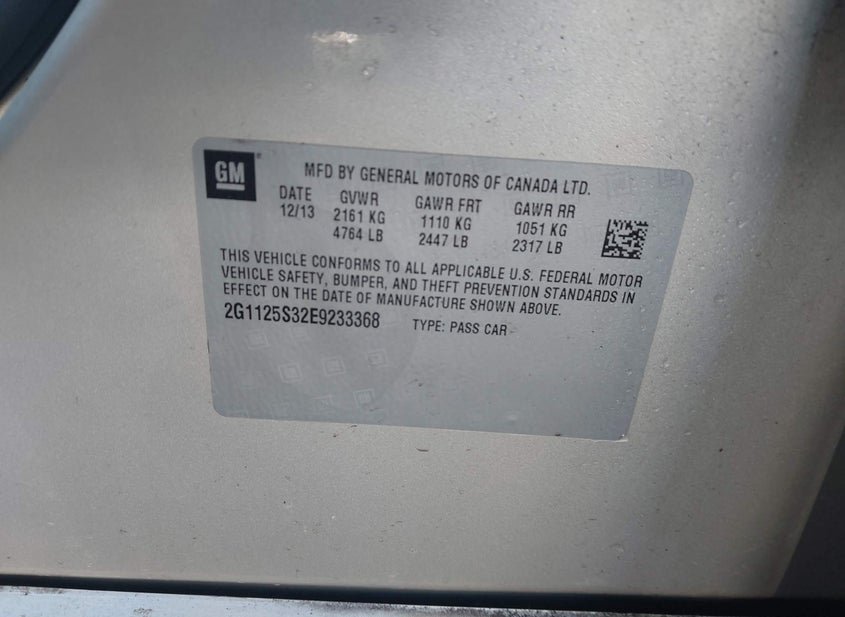 GM
MFD BY GENERAL MOTORS OF CANADA LTD.
DATE GVWR GAWR FRT GAWR RR
12/13 2161 KG 1110 KG 1051 KG
4764 LB 2447 LB 2317 LB
THIS VEHICLE CONFORMS TO ALL APPLICABLE U.S. FEDERAL MOTOR
VEHICLE SAFETY, BUMPER, AND THEFT PREVENTION STANDARDS IN
EFFECT ON THE DATE OF MANUFACTURE SHOWN ABOVE.
2G1125S32E9233368 TYPE: PASS CAR